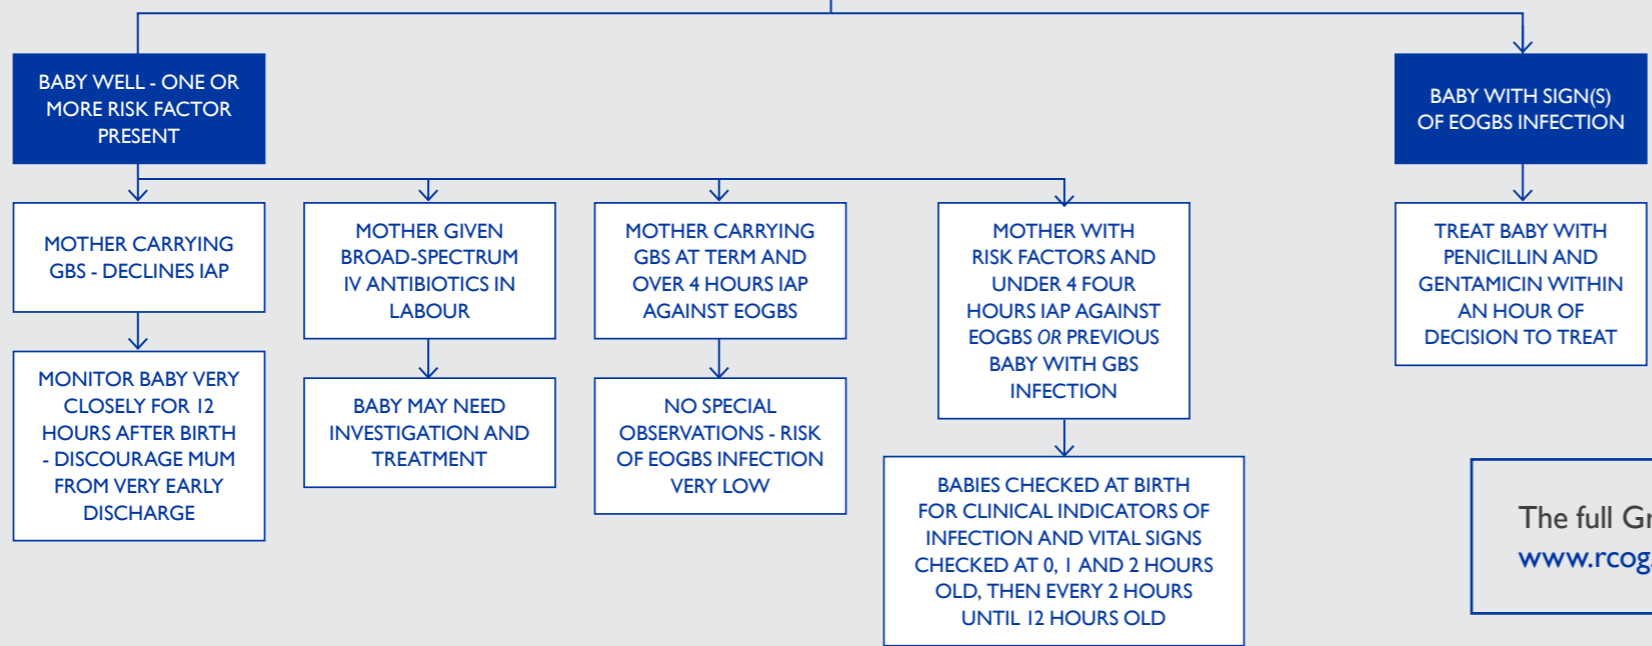 BABY WELL - ONE OR
MORE RISK FACTOR
PRESENT
BABY WITH SIGN(S)
OF EOGBS INFECTION
MOTHER CARRYING
GBS - DECLINES IAP
MOTHER GIVEN
BROAD-SPECTRUM
IV ANTIBIOTICS IN
LABOUR
MOTHER CARRYING
GBS AT TERM AND
OVER 4 HOURS IAP
AGAINST EOGBS
MOTHER WITH
RISK FACTORS AND
UNDER 4 FOUR
HOURS IAP AGAINST
EOGBS OR PREVIOUS
BABY WITH GBS
INFECTION
TREAT BABY WITH
PENICILLIN AND
GENTAMICIN WITHIN
AN HOUR OF
DECISION TO TREAT
MONITOR BABY VERY
CLOSELY FOR 12
HOURS AFTER BIRTH
- DISCOURAGE MUM
FROM VERY EARLY
DISCHARGE
BABY MAY NEED
INVESTIGATION AND
TREATMENT
NO SPECIAL
OBSERVATIONS - RISK
OF EOGBS INFECTION
VERY LOW
BABIES CHECKED AT BIRTH
FOR CLINICAL INDICATORS OF
INFECTION AND VITAL SIGNS
CHECKED AT 0, 1 AND 2 HOURS
OLD, THEN EVERY 2 HOURS
UNTIL 12 HOURS OLD
The full
www.rcog